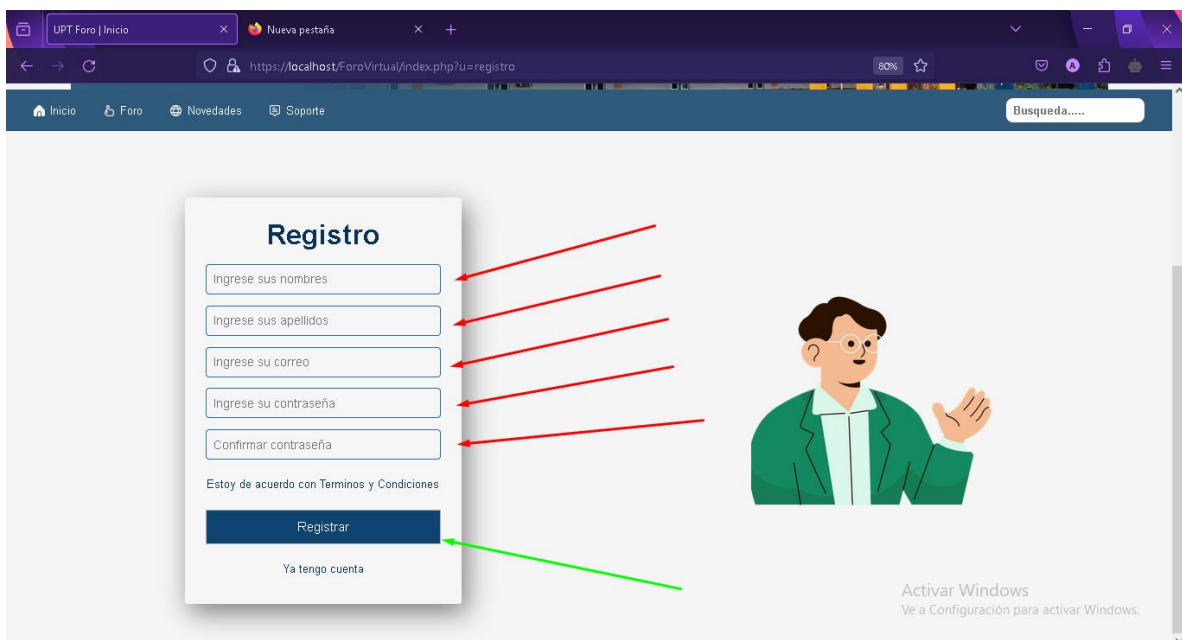 UPT Foro | Inicio
Nueva pestaña
https://localhost/ForoVirtual/index.php?u=registro
80%
A
Inicio
Foro
Novedades
Soporte
Busqueda.....
Registro
Ingrese sus nombres
Ingrese sus apellidos
Ingrese su correo
Ingrese su contraseña
Confirmar contraseña
Estoy de acuerdo con Terminos y Condiciones
Registrar
Ya tengo cuenta
Activar Windows
Ve a Configuración para activar Windows.